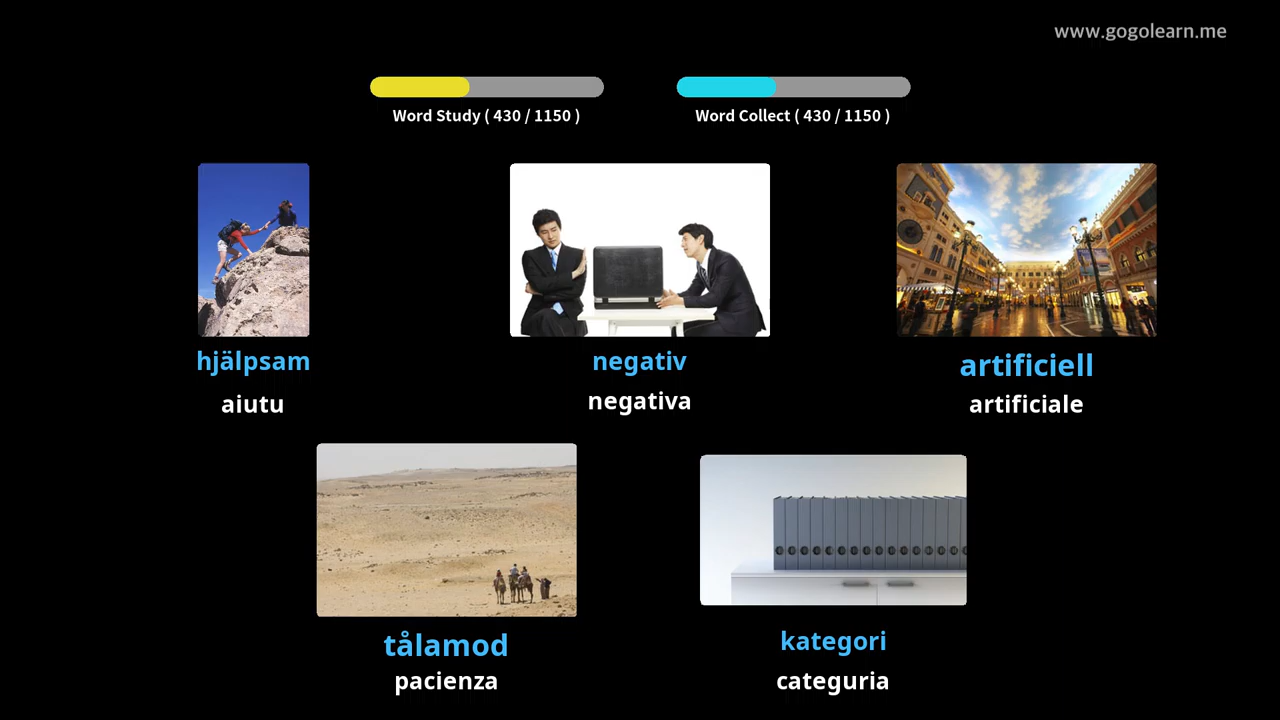 www.gogolearn.me
Word Study ( 430 / 1150 )
Word Collect ( 430 / 1150 )
hjälpsam
aiutu
negativ
negativa
artificiell
artificiale
tålamod
pacienza
kategori
categuria